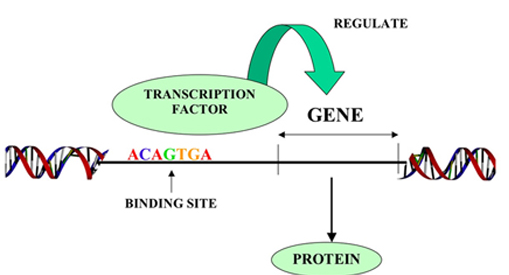 REGULATE
TRANSCRIPTION
FACTOR
GENE
ACAGTGA
BINDING SITE
PROTEIN